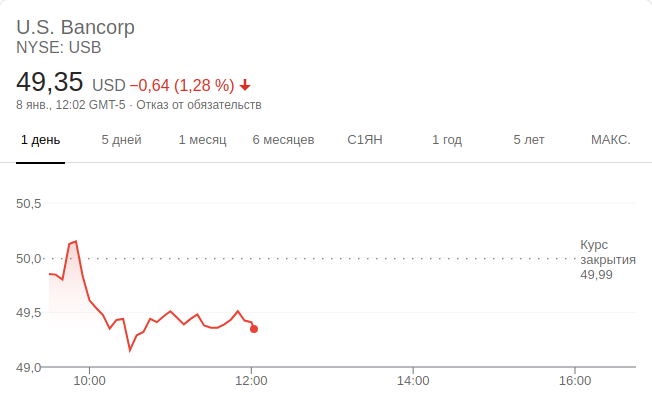 U.S. Bancorp
NYSE: USB
49,35 USD −0,64 (1,28 %)
8 янв., 12:02 GMT-5 · Отказ от обязательств
1 день 5 дней 1 месяц 6 месяцев С1ЯН 1 год 5 лет МАКС.
50,5
50,0
49,5
49,0
Курс
закрытия
49,99
10:00 12:00 14:00 16:00